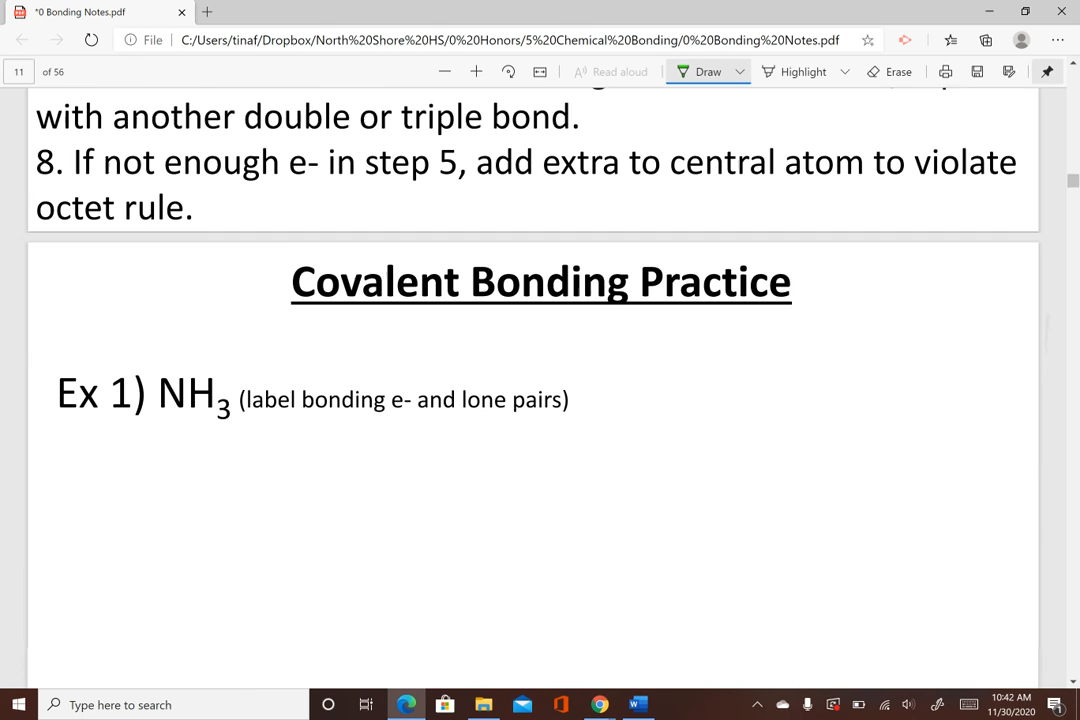 *0 Bonding Notes.pdf
File
C:/Users/tinaf/Dropbox/North%20Shore%20HS/0%20Honors/5%20Chemical%20Bonding/0%20Bonding%20Notes.pdf
11 of 56
Read aloud
Draw
Highlight
Erase
with another double or triple bond.
8. If not enough e- in step 5, add extra to central atom to violate
octet rule.
Covalent Bonding Practice
Ex 1) NH3 (label bonding e- and lone pairs)
Type here to search
10:42 AM
11/30/2020